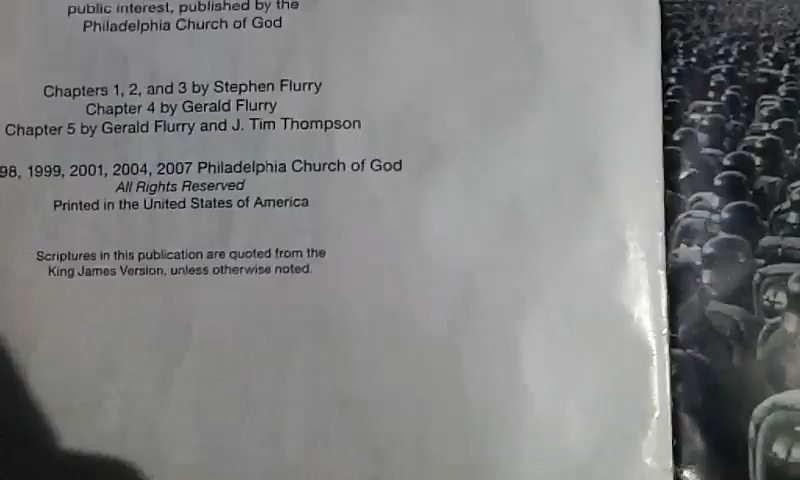 public interest, published by the
Philadelphia Church of God
Chapters 1, 2, and 3 by Stephen Flurry
Chapter 4 by Gerald Flurry
Chapter 5 by Gerald Flurry and J. Tim Thompson
98, 1999, 2001, 2004, 2007 Philadelphia Church of God
All Rights Reserved
Printed in the United States of America
Scriptures in this publication are quoted from the
King James Version, unless otherwise noted.